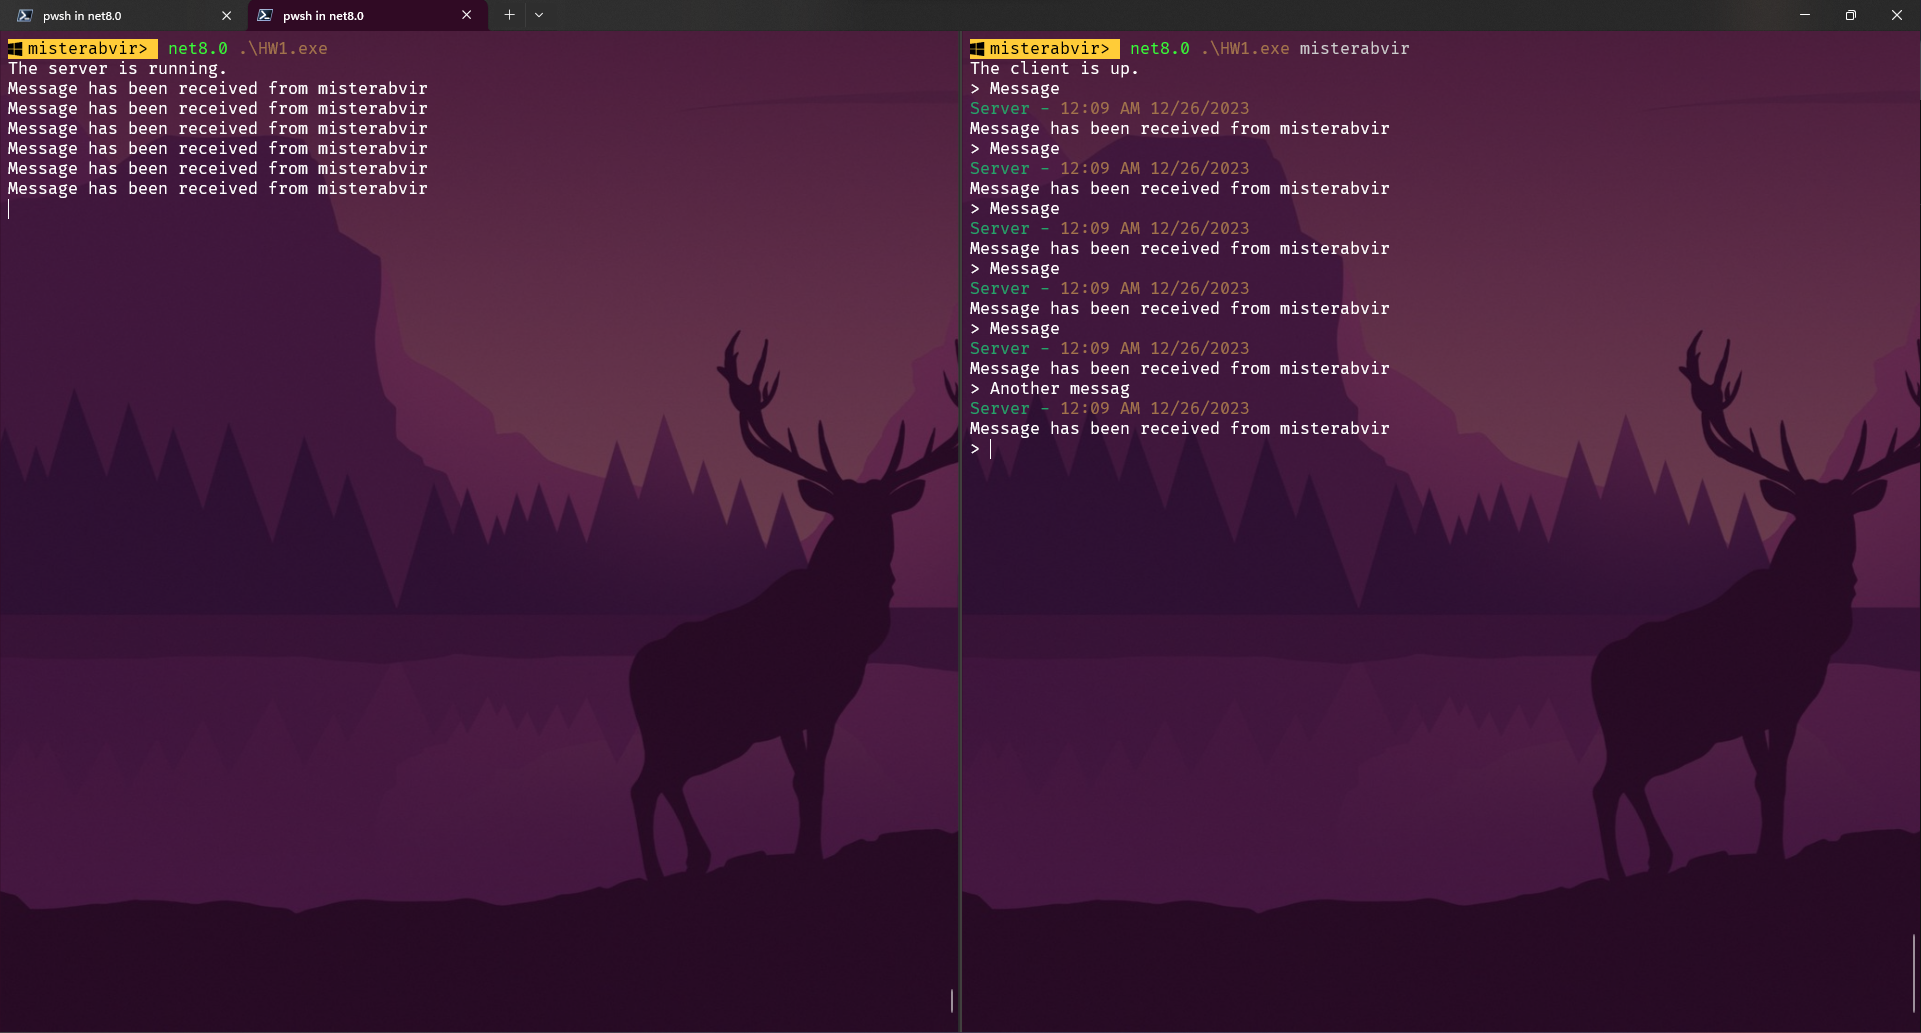 pwsh in net8.0
pwsh in net8.0
misterabvir> net8.0 .\HW1.exe
The server is running.
Message has been received from misterabvir
Message has been received from misterabvir
Message has been received from misterabvir
Message has been received from misterabvir
Message has been received from misterabvir
Message has been received from misterabvir
misterabvir> net8.0 .\HW1.exe misterabvir
The client is up.
> Message
Server - 12:09 AM 12/26/2023
Message has been received from misterabvir
> Message
Server - 12:09 AM 12/26/2023
Message has been received from misterabvir
> Message
Server - 12:09 AM 12/26/2023
Message has been received from misterabvir
> Message
Server - 12:09 AM 12/26/2023
Message has been received from misterabvir
> Message
Server - 12:09 AM 12/26/2023
Message has been received from misterabvir
> Another messag
Server - 12:09 AM 12/26/2023
Message has been received from misterabvir
>